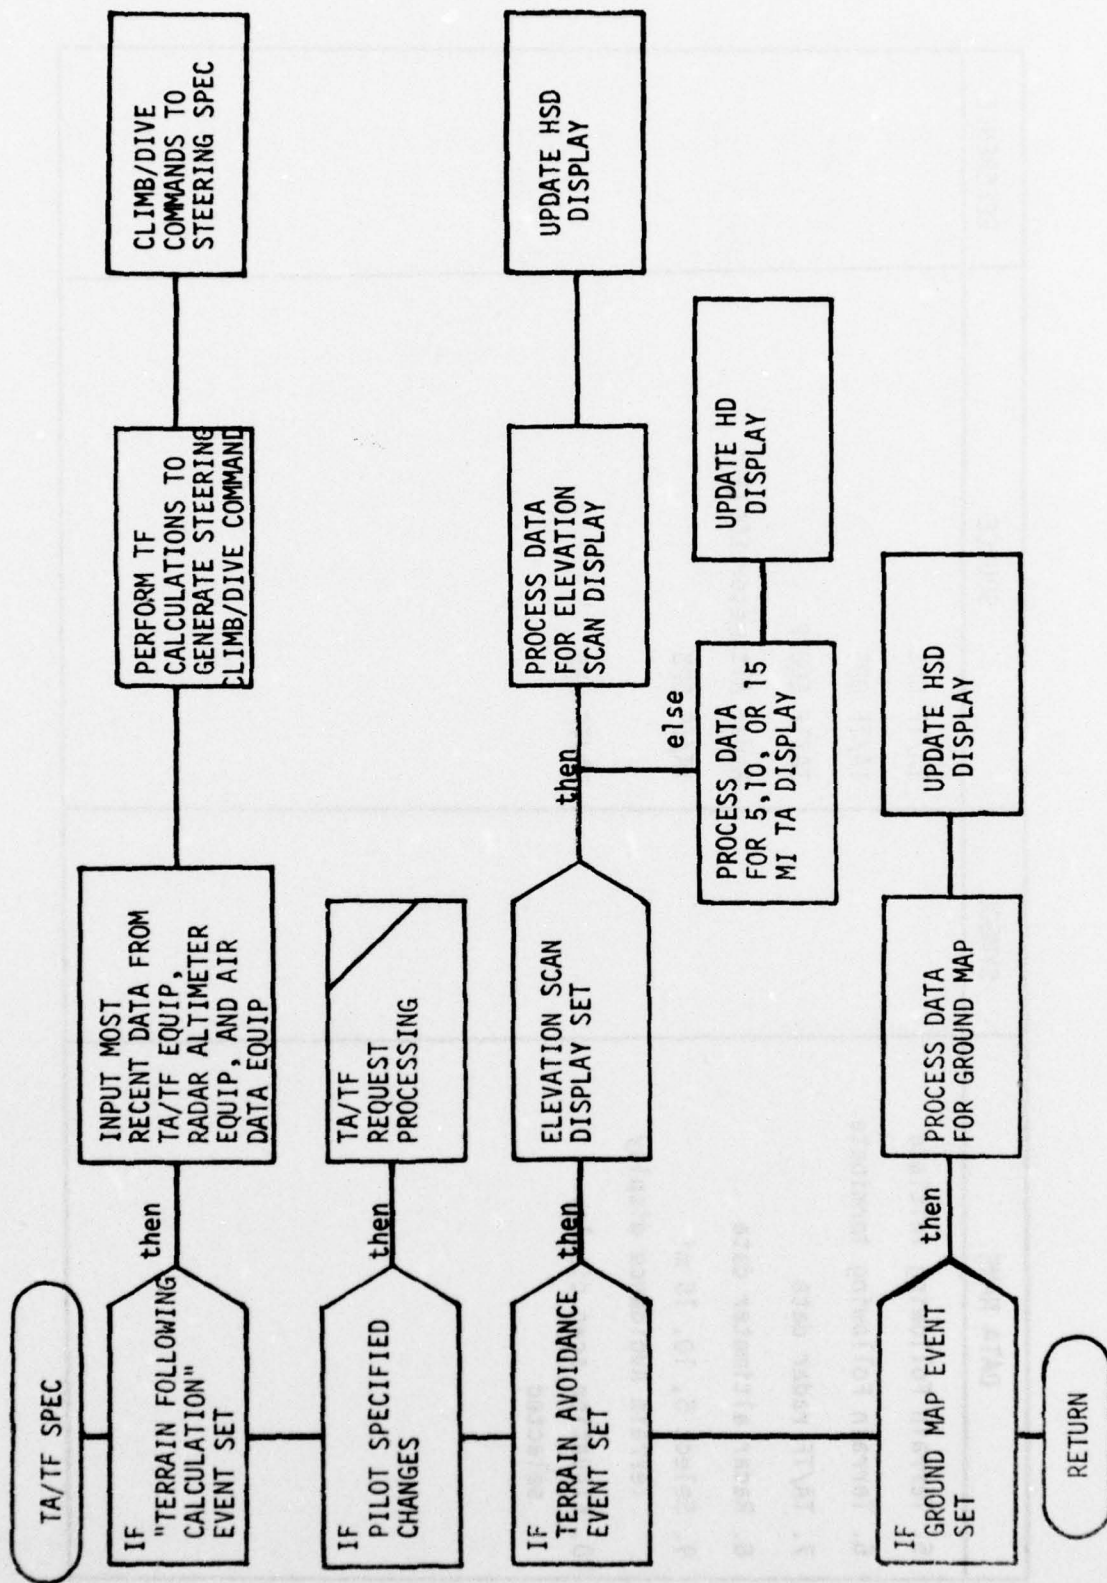 TA/TF SPEC
IF
"TERRAIN FOLLOWING
CALCULATION"
EVENT SET
then
INPUT MOST
RECENT DATA FROM
TA/TF EQUIP,
RADAR ALTIMETER
EQUIP, AND AIR
DATA EQUIP
PERFORM TF
CALCULATIONS TO
GENERATE STEERING
CLIMB/DIVE COMMAND
CLIMB/DIVE
COMMANDS TO
STEERING SPEC
IF
PILOT SPECIFIED
CHANGES
then
TA/TF
REQUEST
PROCESSING
IF
TERRAIN AVOIDANCE
EVENT SET
then
ELEVATION SCAN
DISPLAY SET
then
PROCESS DATA
FOR ELEVATION
SCAN DISPLAY
UPDATE HSD
DISPLAY
else
PROCESS DATA
FOR 5,10, OR 15
MI TA DISPLAY
UPDATE HD
DISPLAY
IF
GROUND MAP EVENT
SET
then
PROCESS DATA
FOR GROUND MAP
UPDATE HSD
DISPLAY
RETURN